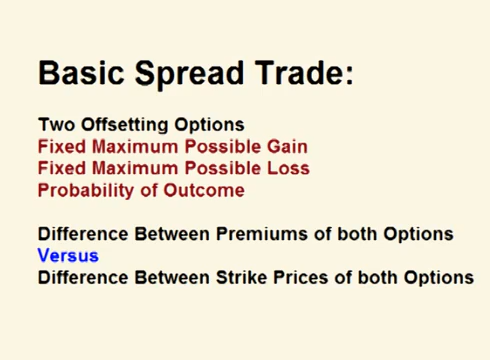 Basic Spread Trade:
Two Offsetting Options
Fixed Maximum Possible Gain
Fixed Maximum Possible Loss
Probability of Outcome
Difference Between Premiums of both Options
Versus
Difference Between Strike Prices of both Options